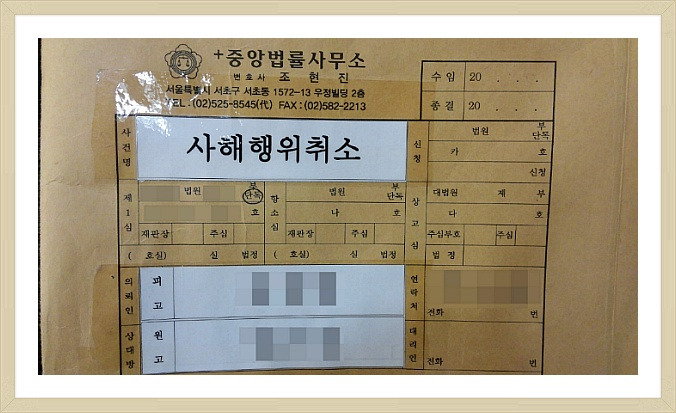 +중앙법률사무소
변호사 조현진
서울특별시 서초구 서초동 1572-13 우정빌딩 2층
TEL : (02)525-8545(代) FAX : (02)582-2213
수임 20 . . .
종결 20 . . .
사건명 사해행위취소
신청 법원 부 단독
카 호
신청
제1심 법원 부 단독
호
재판장 주심
( 호실) 실 법정
항소심 법원 부 단독
나 호
재판장 주심
( 호실) 실 법정
상고심 대법원 제 부
다 호
주심부호 주심
법정
의뢰인 피고
연락처
전화 번
상대방 원고
대리인
전화 번